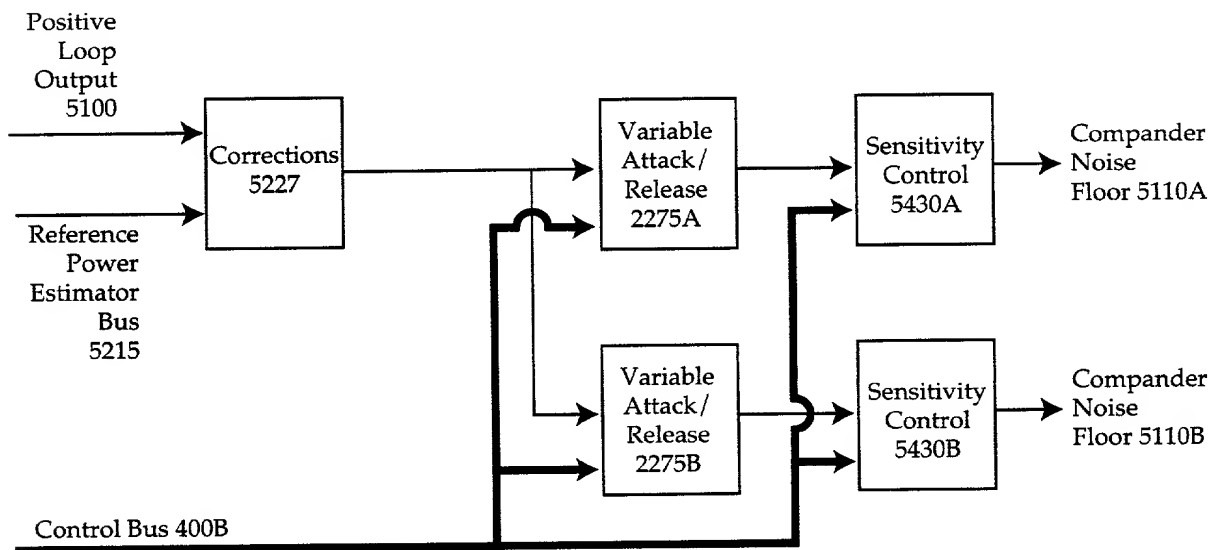 Positive
Loop
Output
5100
Corrections
5227
Reference
Power
Estimator
Bus
5215
Variable
Attack/
Release
2275A
Sensitivity
Control
5430A
Compander
Noise
Floor 5110A
Variable
Attack/
Release
2275B
Sensitivity
Control
5430B
Compander
Noise
Floor 5110B
Control Bus 400B